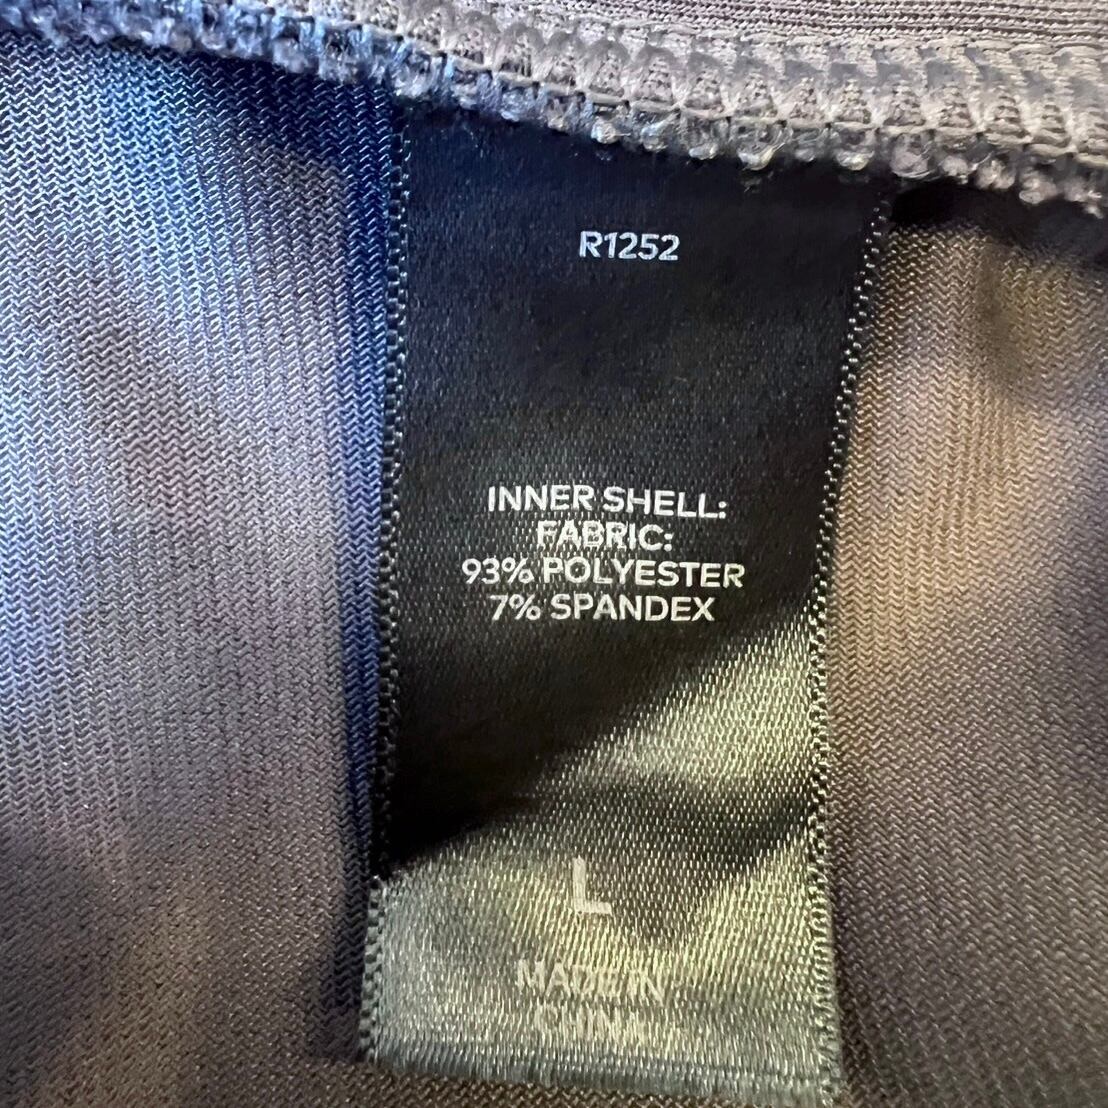 R1252
INNER SHELL:
FABRIC:
93% POLYESTER
7% SPANDEX
L
MADE IN
CHINA